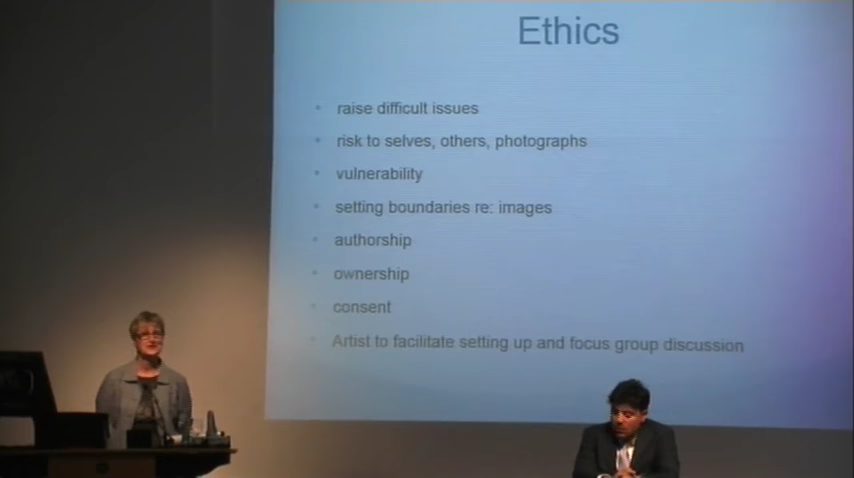 Ethics
raise difficult issues
risk to selves, others, photographs
vulnerability
setting boundaries re: images
authorship
ownership
consent
Artist to facilitate setting up and focus group discussion